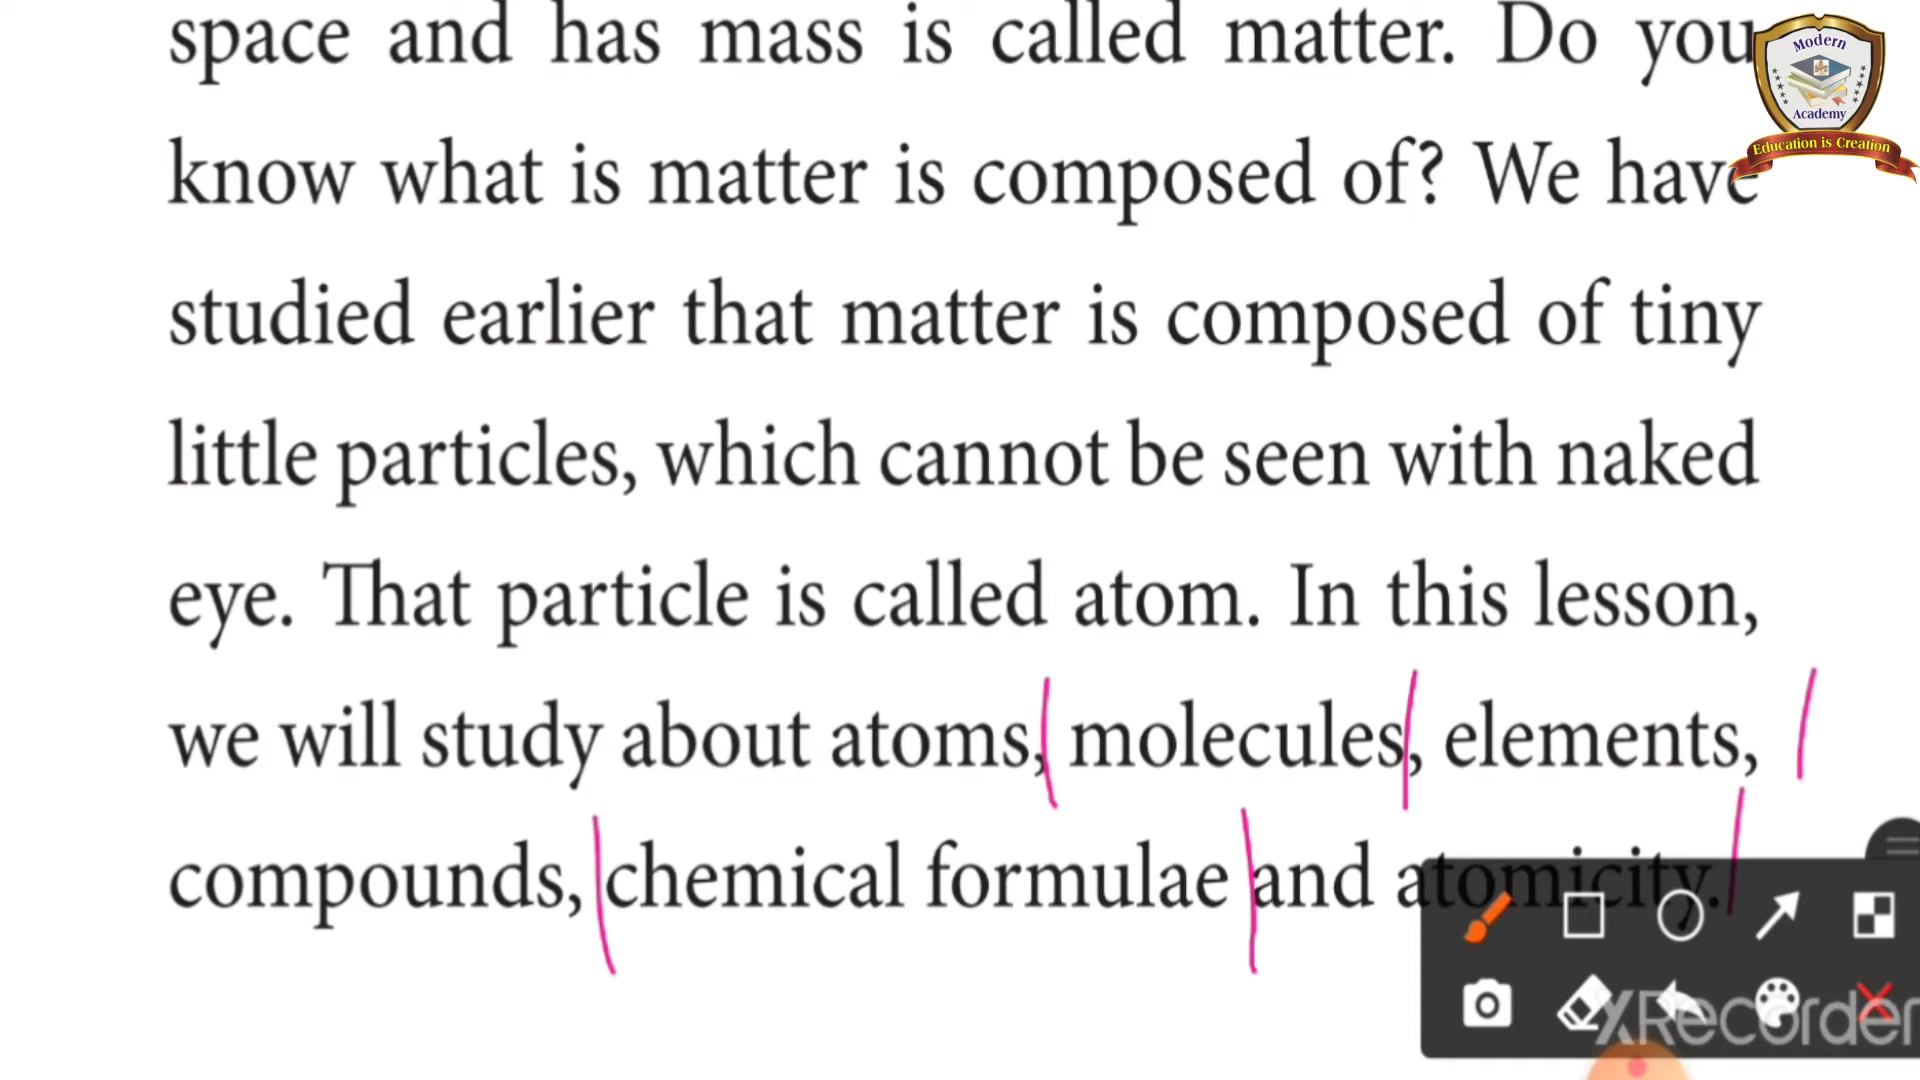 space and has mass is called matter. Do you
know what is matter is composed of? We have
studied earlier that matter is composed of tiny
little particles, which cannot be seen with naked
eye. That particle is called atom. In this lesson,
we will study about atoms, molecules, elements,
compounds, chemical formulae and atomicity.
Modern
Academy
Education is Creation
XRecorder